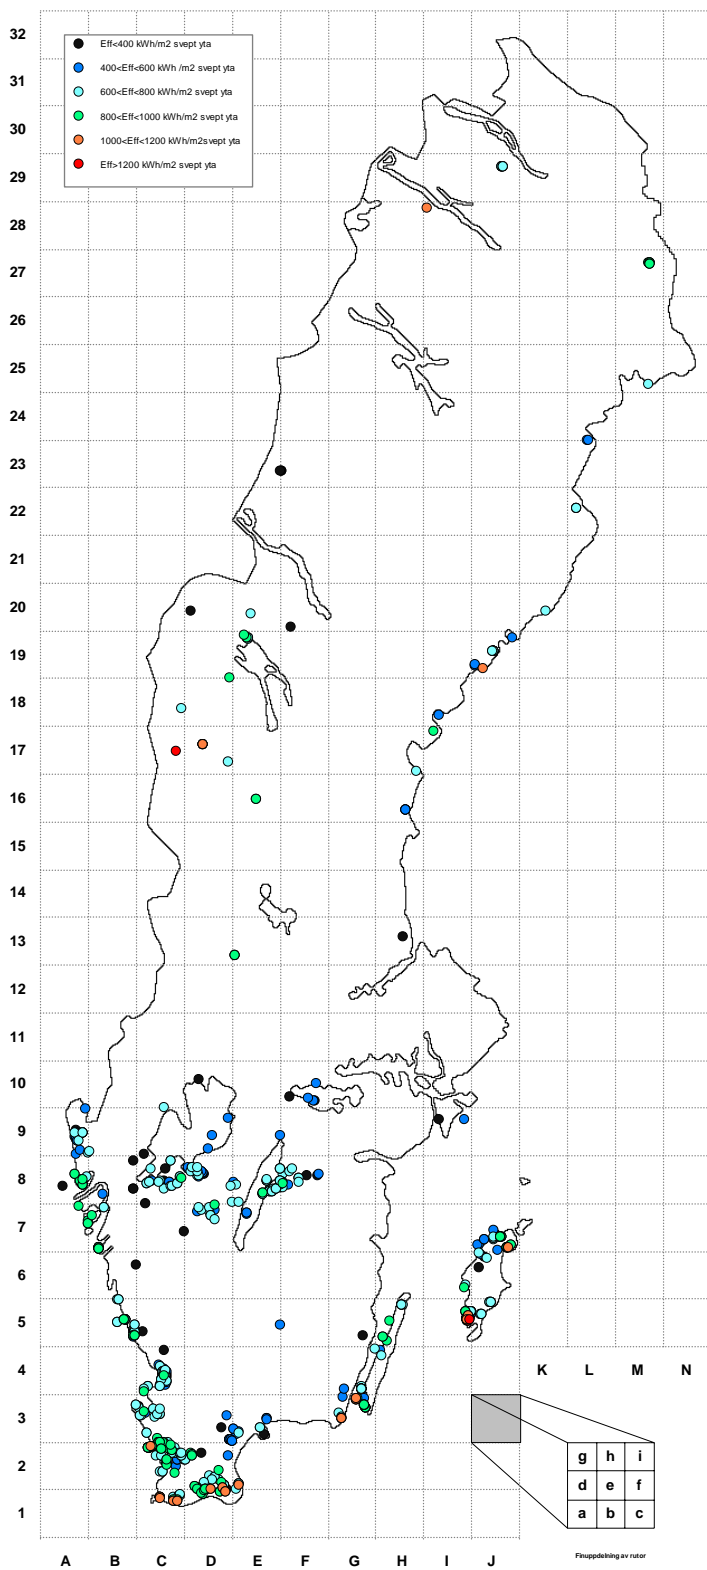 32
Eff<400 kWh/m2 svept yta
400<Eff<600 kWh /m2 svept yta
31
600<Eff<800 kWh/m2 svept yta
800<Eff<1000 kWh/m2 svept yta
30
1000<Eff<1200 kWh/m2svept yta
Eff>1200 kWh/m2 svept yta
29
28
27
26
25
24
23
22
21
20
19
18
17
16
15
14
13
12
11
10
9
8
7
6
5
4
K L M N
3
g h i
2
d e f
a b c
1
A B C D E F G H I J
Finuppdelning av rutor